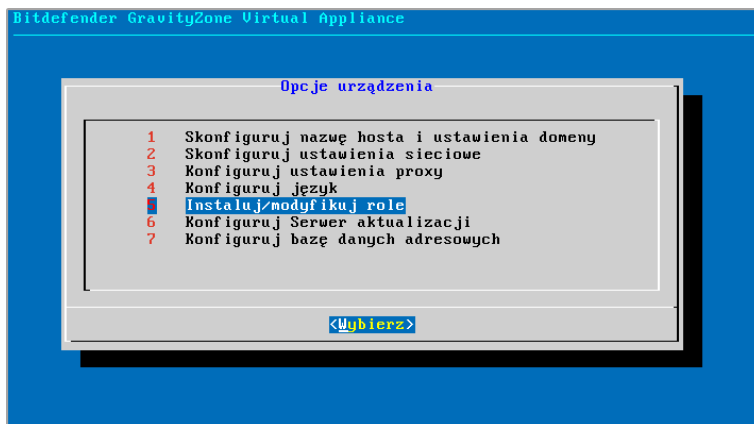 Bitdefender GravityZone Virtual Appliance
Opcje urządzenia
1 Skonfiguruj nazwę hosta i ustawienia domeny
2 Skonfiguruj ustawienia sieciowe
3 Konfiguruj ustawienia proxy
4 Konfiguruj język
5 Instaluj/modyfikuj role
6 Konfiguruj Serwer aktualizacji
7 Konfiguruj bazę danych adresowych
<Wybierz>